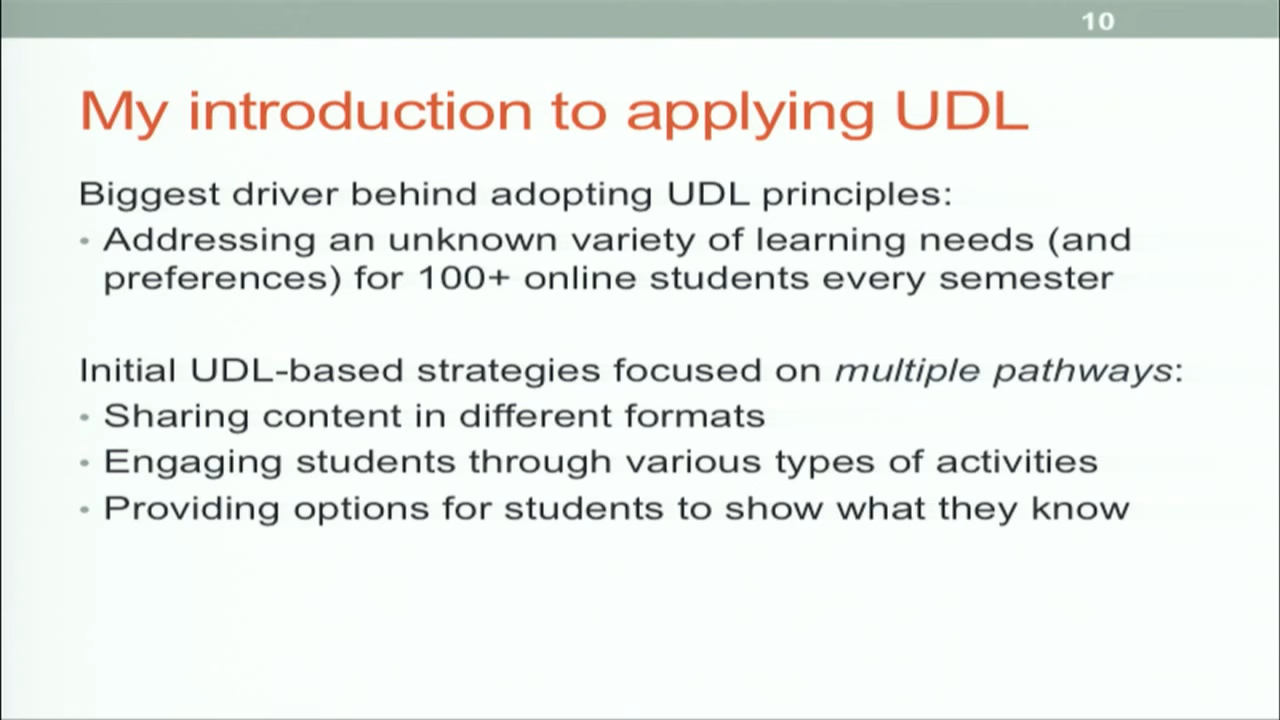 10
My introduction to applying UDL
Biggest driver behind adopting UDL principles:
• Addressing an unknown variety of learning needs (and
preferences) for 100+ online students every semester
Initial UDL-based strategies focused on multiple pathways:
• Sharing content in different formats
• Engaging students through various types of activities
• Providing options for students to show what they know